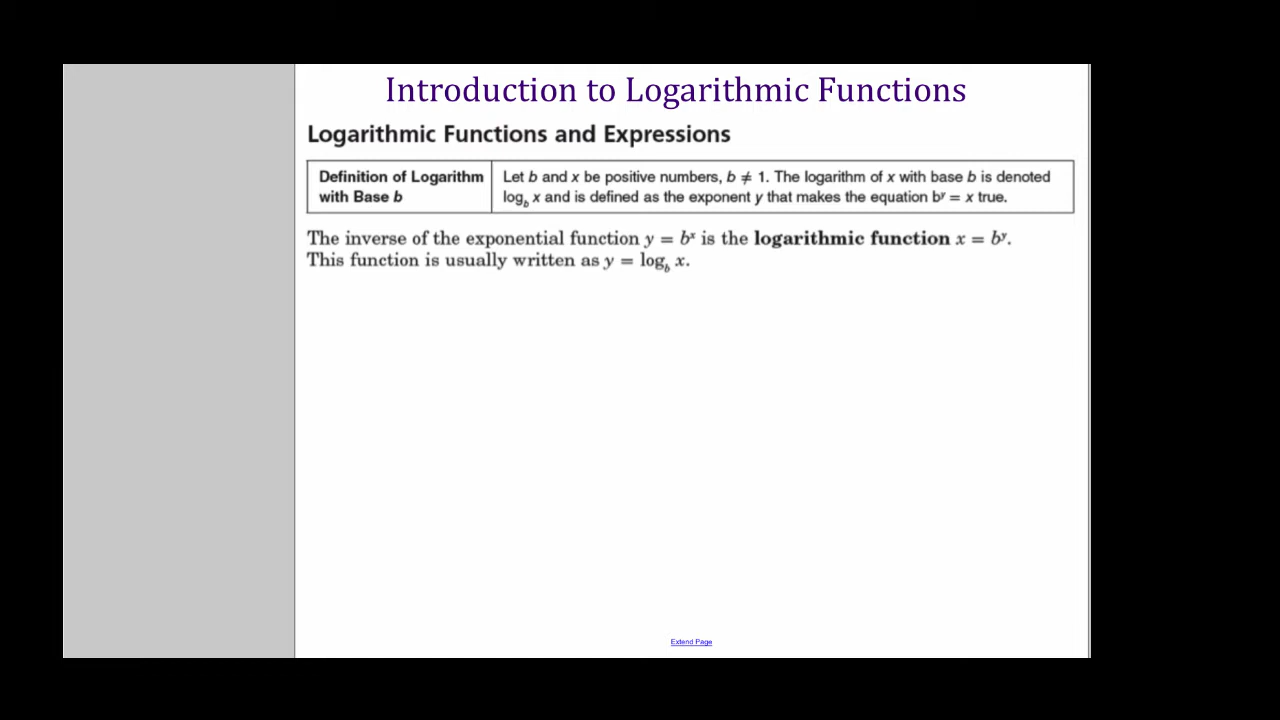 Introduction to Logarithmic Functions
Logarithmic Functions and Expressions
Definition of Logarithm
with Base b
Let b and x be positive numbers, b ≠ 1. The logarithm of x with base b is denoted
log_b x and is defined as the exponent y that makes the equation b^y = x true.
The inverse of the exponential function y = b^x is the logarithmic function x = b^y.
This function is usually written as y = log_b x.
Extend Page